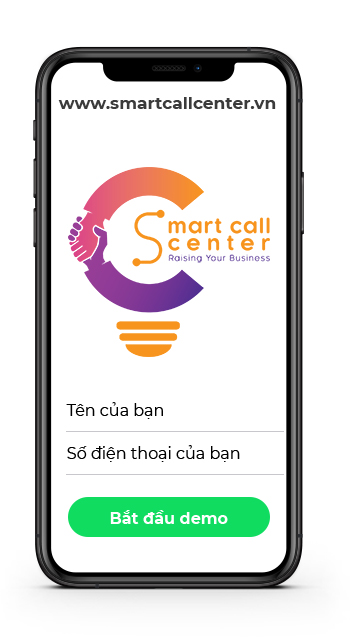 www.smartcallcenter.vn
Smart call
center
Raising Your Business
Tên của bạn
Số điện thoại của bạn
Bắt đầu demo